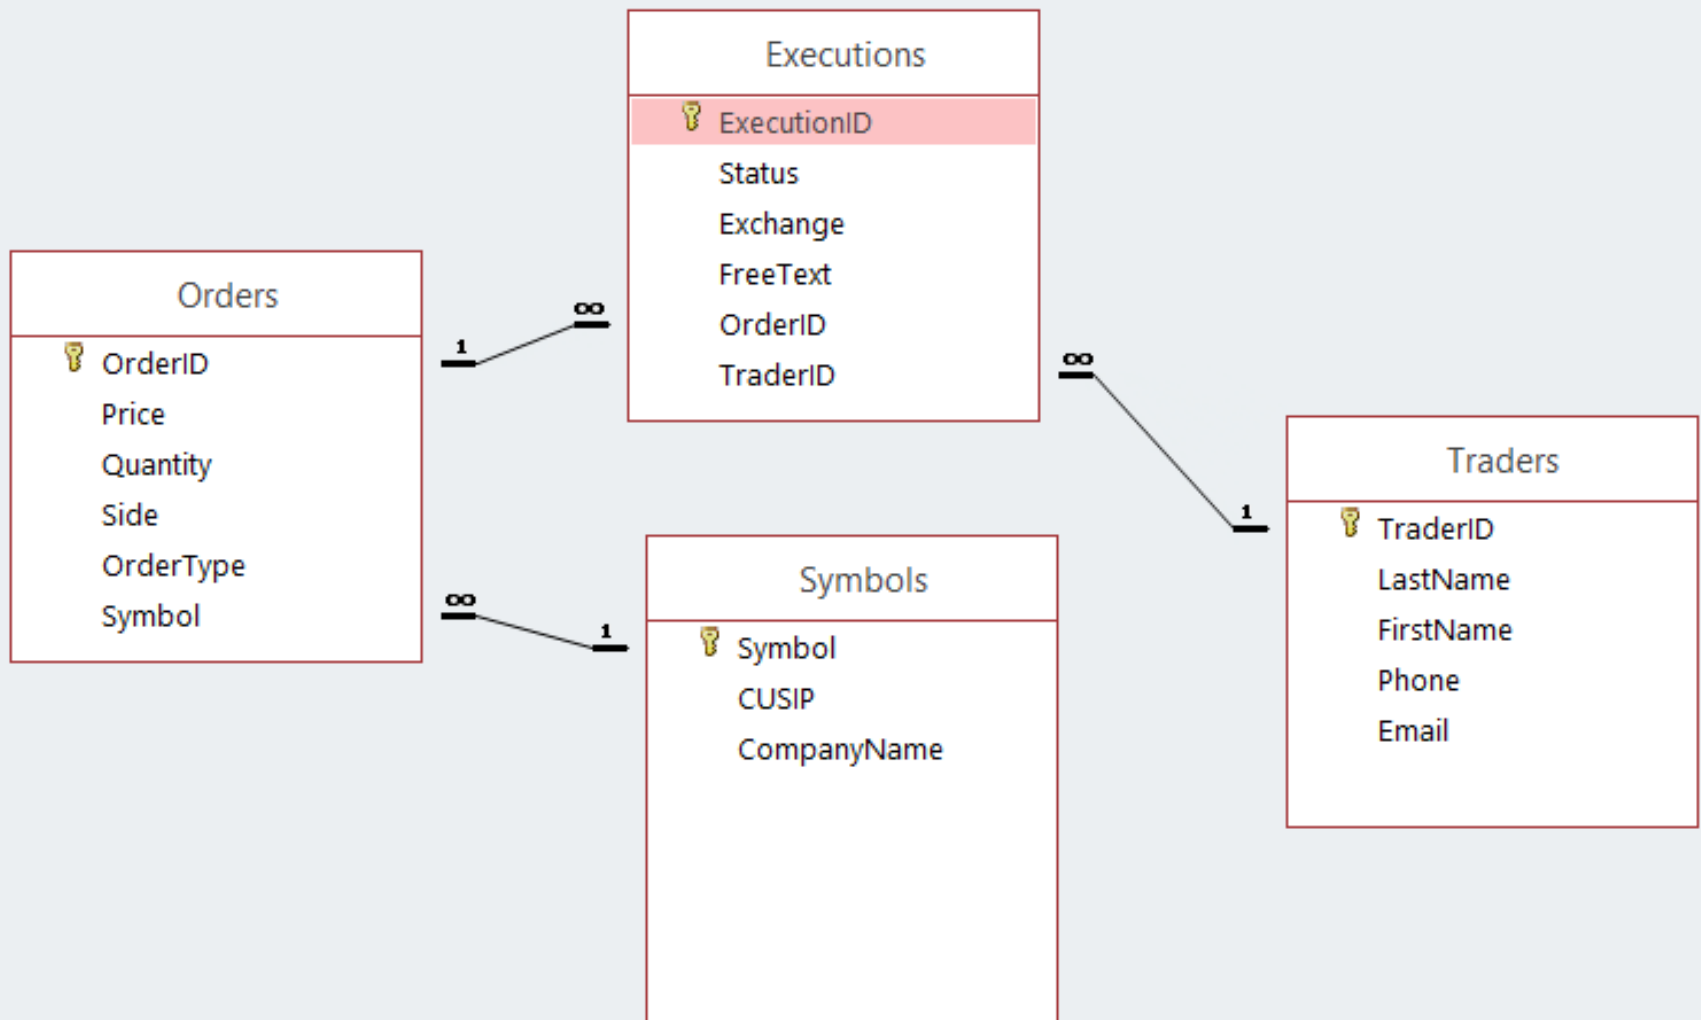 Executions
ExecutionID
Status
Exchange
FreeText
OrderID
TraderID
Orders
OrderID
Price
Quantity
Side
OrderType
Symbol
1
∞
∞
1
∞
1
Symbols
Symbol
CUSIP
CompanyName
Traders
TraderID
LastName
FirstName
Phone
Email